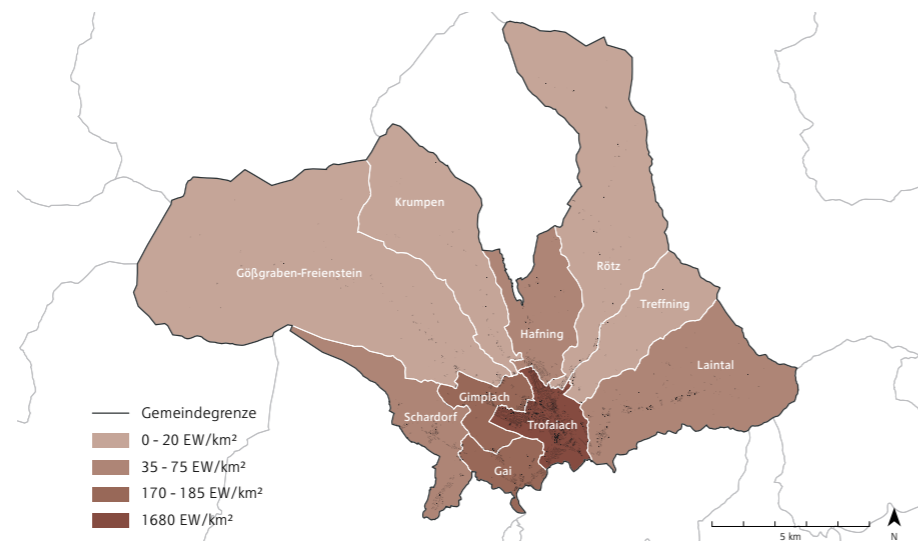 Krumpen
Gößgraben-Freienstein
Rötz
Treffning
Hafning
Laintal
Gimplach
Schardorf
Trofaiach
Gai
Gemeindegrenze
0 - 20 EW/km²
35 - 75 EW/km²
170 - 185 EW/km²
1680 EW/km²
5 km
N